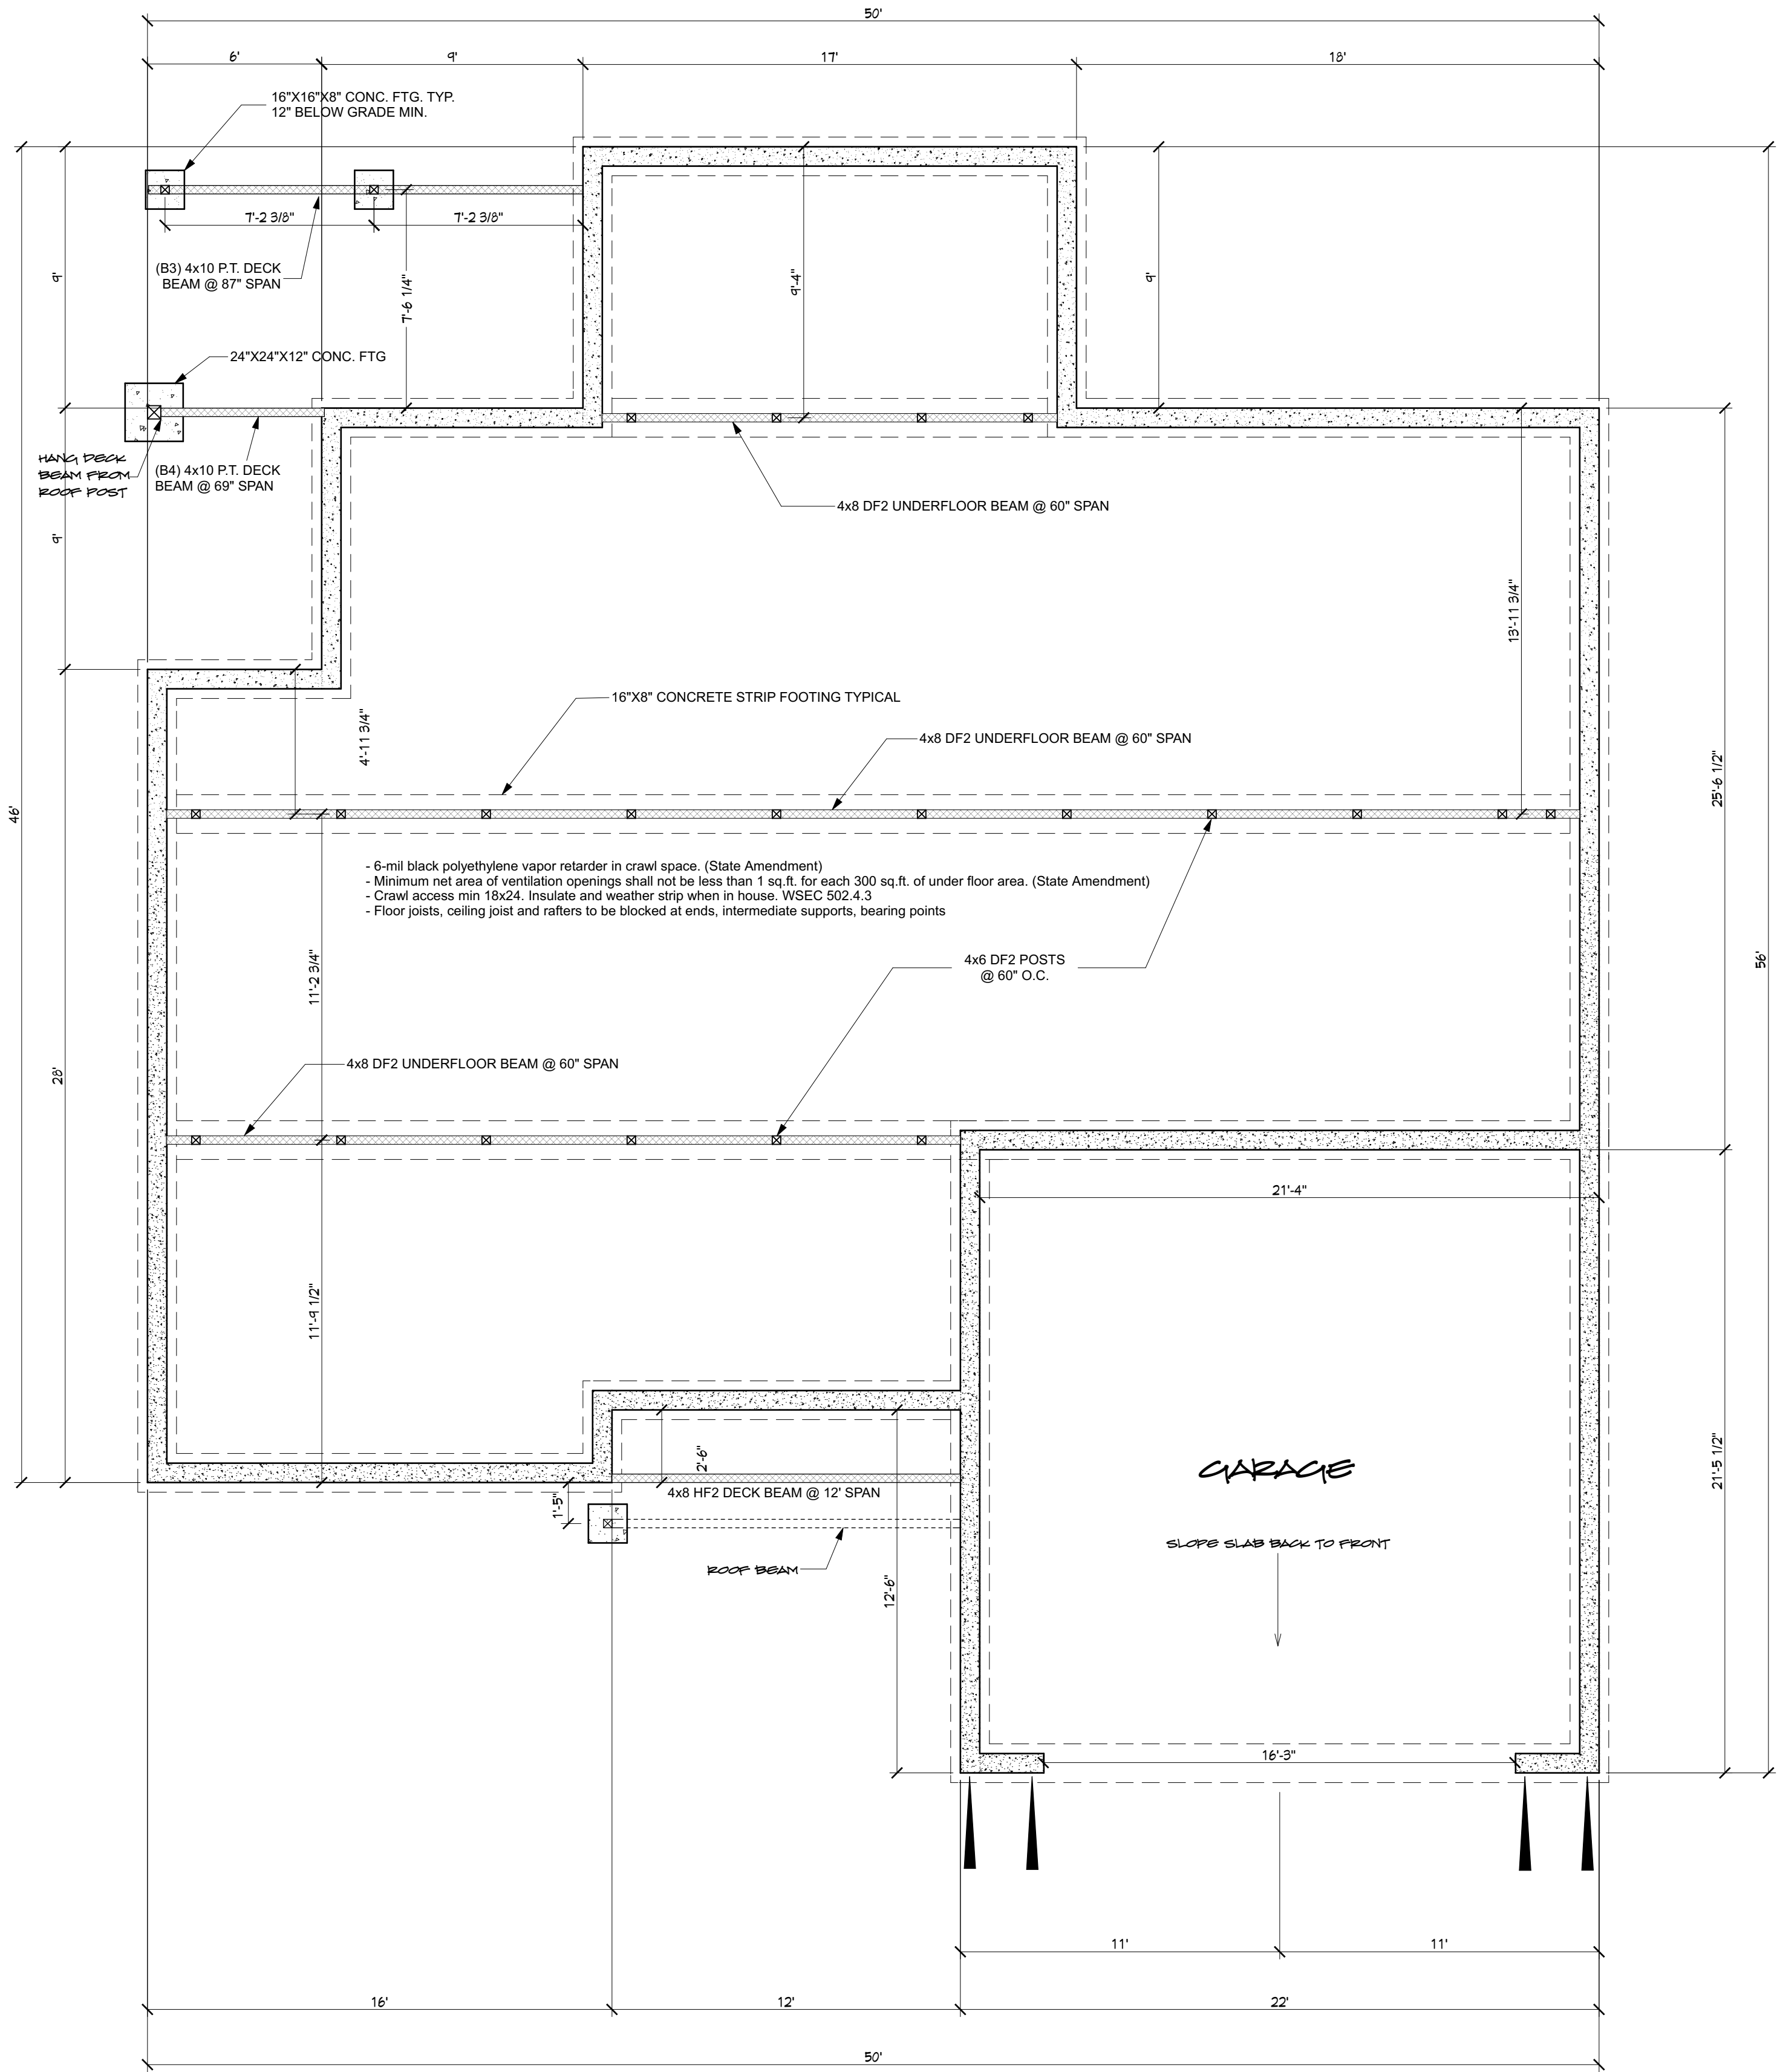 50'
6'
9'
17'
18'
16"X16"X8" CONC. FTG. TYP.
12" BELOW GRADE MIN.
7'-2 3/8"
7'-2 3/8"
(B3) 4x10 P.T. DECK
BEAM @ 87" SPAN
9'
7'-6 1/4"
9'-4"
9'
24"X24"X12" CONC. FTG
HANG DECK
BEAM FROM
ROOF POST
(B4) 4x10 P.T. DECK
BEAM @ 69" SPAN
4x8 DF2 UNDERFLOOR BEAM @ 60" SPAN
9'
13'-11 3/4"
16"X8" CONCRETE STRIP FOOTING TYPICAL
4'-11 3/4"
4x8 DF2 UNDERFLOOR BEAM @ 60" SPAN
25'-6 1/2"
46'
- 6-mil black polyethylene vapor retarder in crawl space. (State Amendment)
- Minimum net area of ventilation openings shall not be less than 1 sq.ft. for each 300 sq.ft. of under floor area. (State Amendment)
- Crawl access min 18x24. Insulate and weather strip when in house. WSEC 502.4.3
- Floor joists, ceiling joist and rafters to be blocked at ends, intermediate supports, bearing points
56'
11'-2 3/4"
4x6 DF2 POSTS
@ 60" O.C.
28'
4x8 DF2 UNDERFLOOR BEAM @ 60" SPAN
21'-4"
11'-9 1/2"
2'-6"
GARAGE
21'-5 1/2"
4x8 HF2 DECK BEAM @ 12' SPAN
1'-5"
SLOPE SLAB BACK TO FRONT
ROOF BEAM
12'-6"
16'-3"
11'
11'
16'
12'
22'
50'